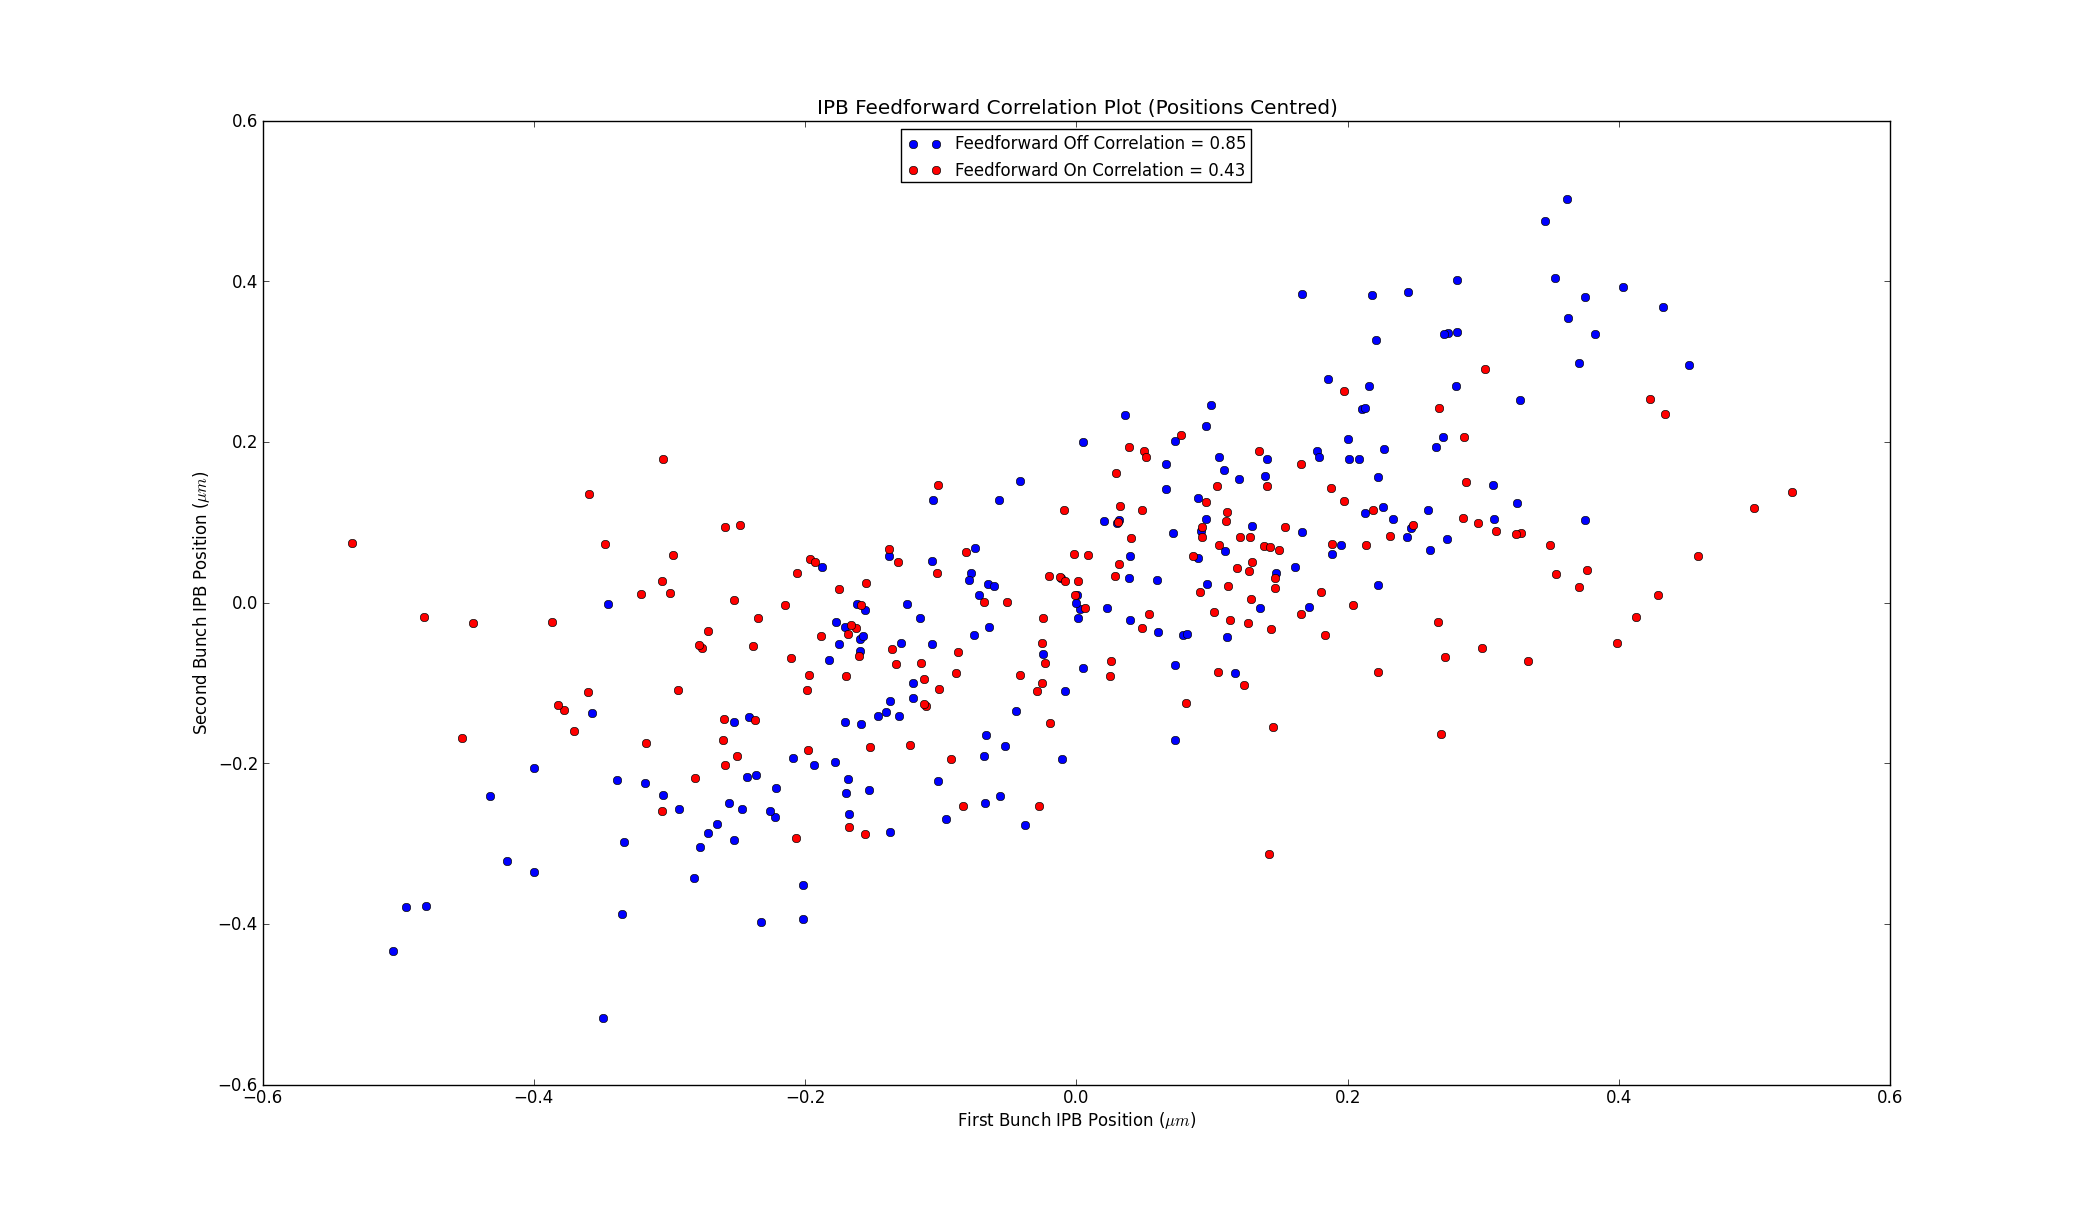 IPB Feedforward Correlation Plot (Positions Centred)
Feedforward Off Correlation = 0.85
Feedforward On Correlation = 0.43
0.6
0.4
0.2
0.0
−0.2
−0.4
−0.6
Second Bunch IPB Position (μm)
−0.6
−0.4
−0.2
0.0
0.2
0.4
0.6
First Bunch IPB Position (μm)